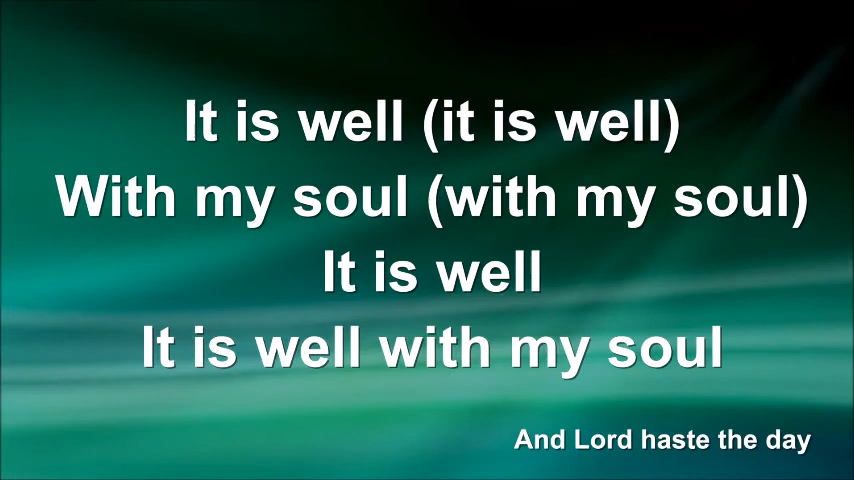 It is well (it is well)
With my soul (with my soul)
It is well
It is well with my soul
And Lord haste the day